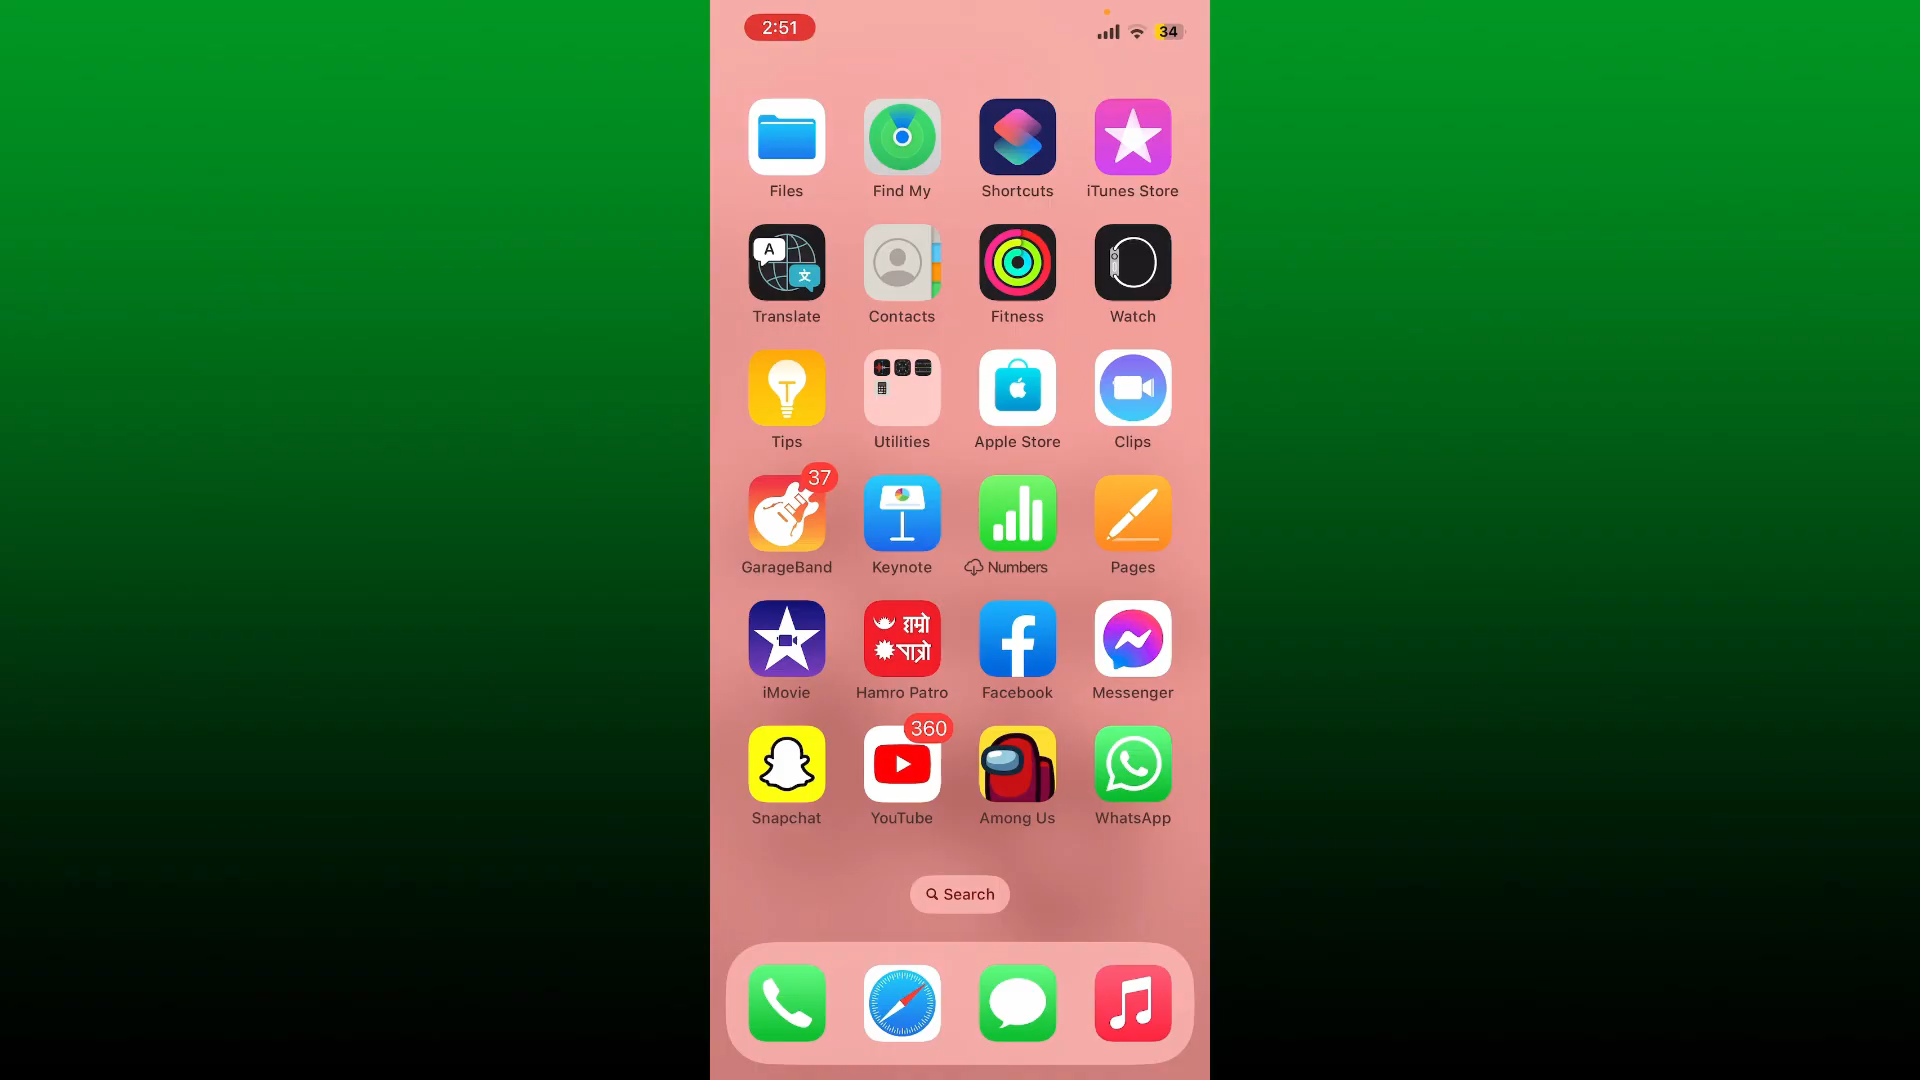 2:51
34
Files Find My Shortcuts iTunes Store
A 文
Translate Contacts Fitness Watch
Tips Utilities Apple Store Clips
37
GarageBand Keynote Numbers Pages
हाम्रो
पात्रो
iMovie Hamro Patro Facebook Messenger
360
Snapchat YouTube Among Us WhatsApp
Search